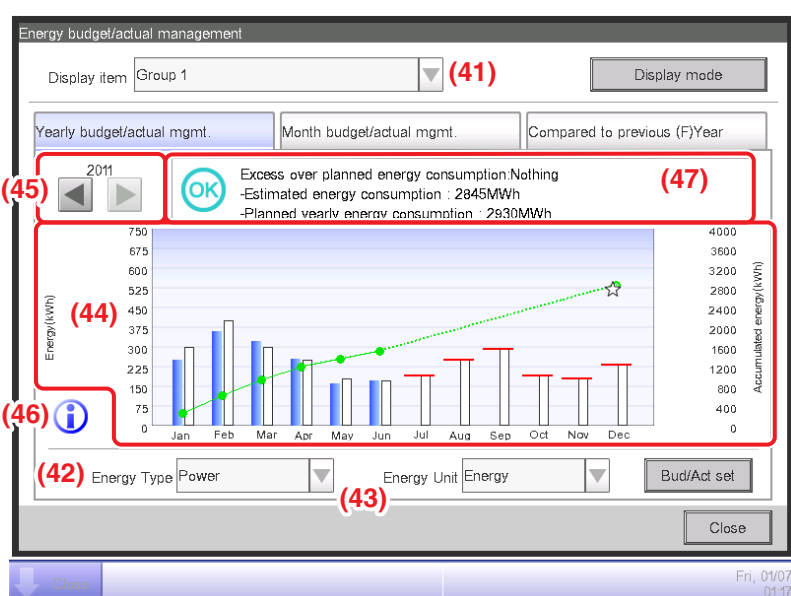 Energy budget/actual management
Display item Group 1 (41) Display mode
Yearly budget/actual mgmt. Month budget/actual mgmt. Compared to previous (F)Year
2011
(45)
OK
Excess over planned energy consumption:Nothing
-Estimated energy consumption : 2845MWh
-Planned yearly energy consumption : 2930MWh
(47)
750 4000
675 3600
600 3200
525 2800
450 2400
375 2000
300 1600
225 1200
150 800
75 400
0 0
Energy(kWh)
Accumulated energy(kWh)
(44)
(46)
i
Jan Feb Mar Apr May Jun Jul Aug Sep Oct Nov Dec
(42) Energy Type Power (43) Energy Unit Energy Bud/Act set
Close
Close
Fri, 01/07
01:17